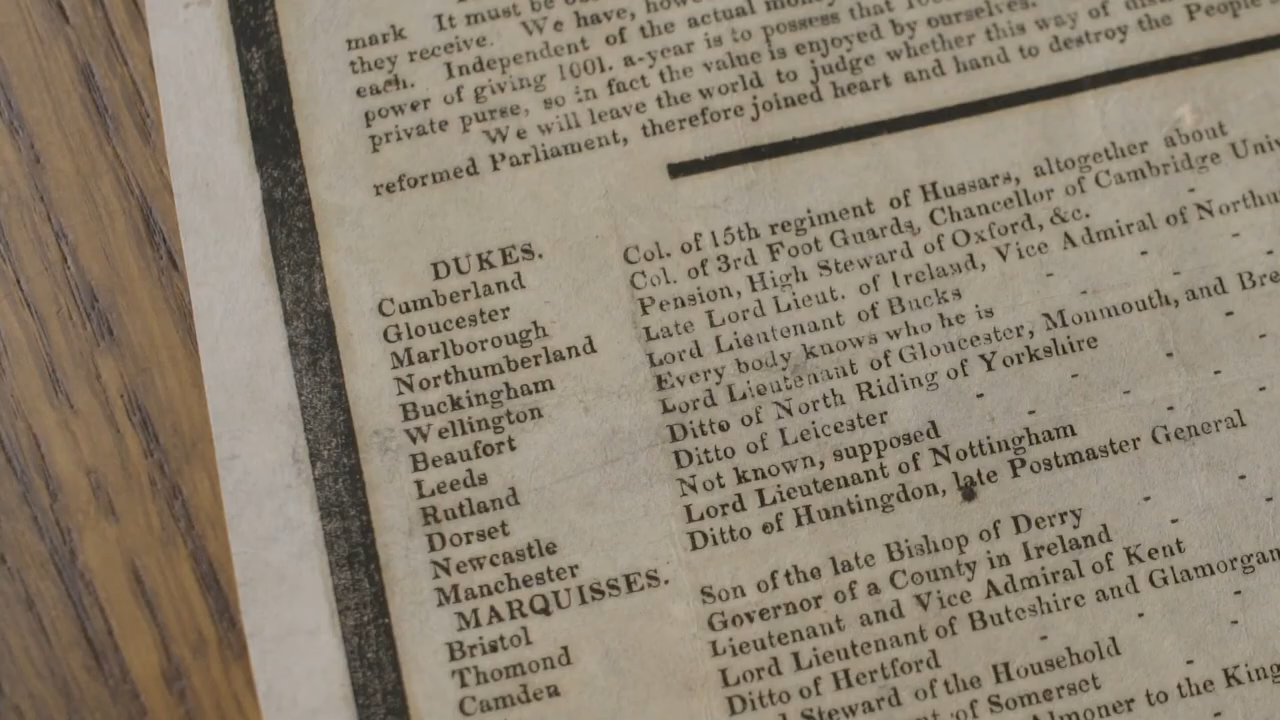 mark It must be
they receive. We have,
each. Independent of the actual
power of giving 100l. a-year is to possess that
private purse, so in fact the value is enjoyed by ourselves.
We will leave the world to judge whether this way of
reformed Parliament, therefore joined heart and hand to destroy the People's
DUKES.
Cumberland Col. of 15th regiment of Hussars, altogether about
Gloucester Col. of 3rd Foot Guards, Chancellor of Cambridge Univ
Marlborough Pension, High Steward of Oxford, &c.
Northumberland Late Lord Lieut. of Ireland, Vice Admiral of Northu
Buckingham Lord Lieutenant of Bucks - - -
Wellington Every body knows who he is
Beaufort Lord Lieutenant of Gloucester, Monmouth, and Bre
Leeds Ditto of North Riding of Yorkshire - -
Rutland Ditto of Leicester - - - -
Dorset Not known, supposed
Newcastle Lord Lieutenant of Nottingham - -
Manchester Ditto of Huntingdon, late Postmaster General
MARQUISSES.
Bristol Son of the late Bishop of Derry - -
Thomond Governor of a County in Ireland
Camden Lieutenant and Vice Admiral of Kent
Lord Lieutenant of Buteshire and Glamorgan
Ditto of Hertford - - -
Steward of the Household -
of Somerset
Almoner to the King